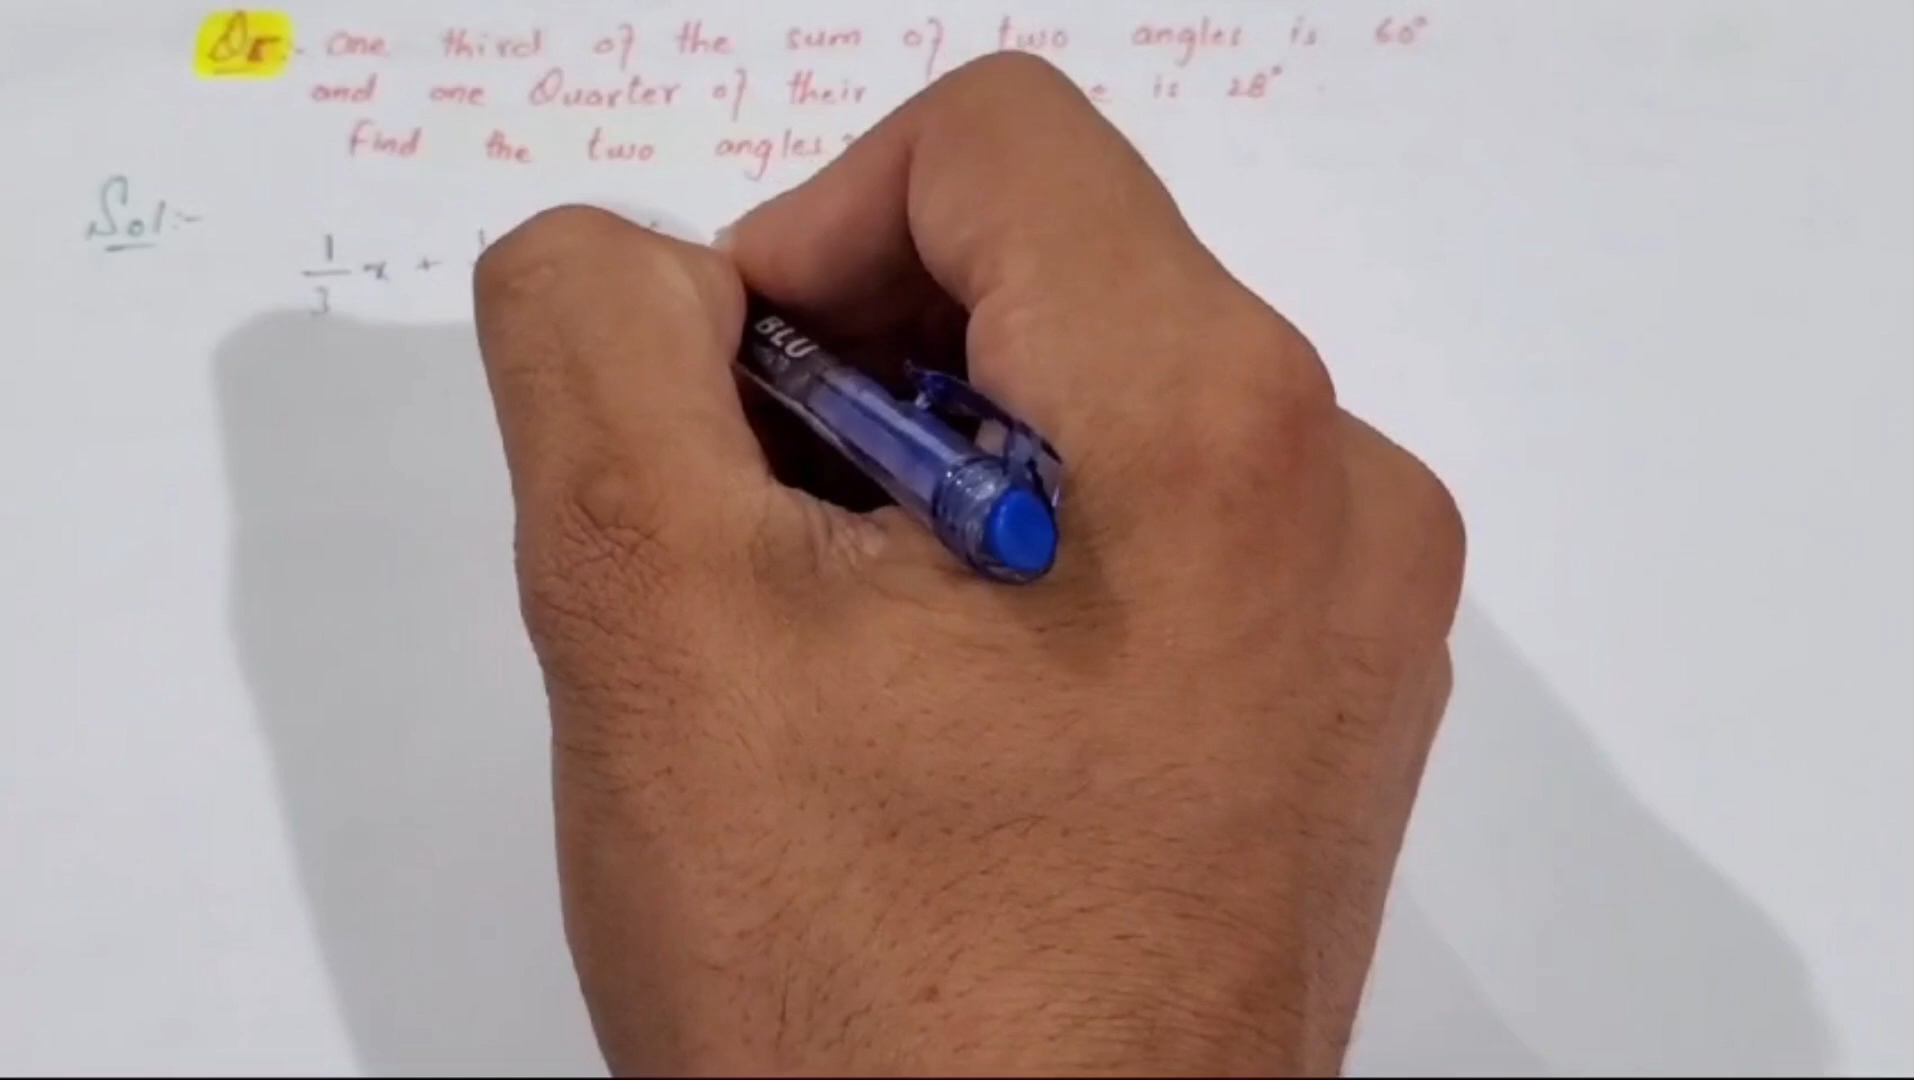 Q5. One third of the sum of two angles is 60°
and one Quarter of their is 28°
Find the two angles
Sol:-
1/3 x +
BLU